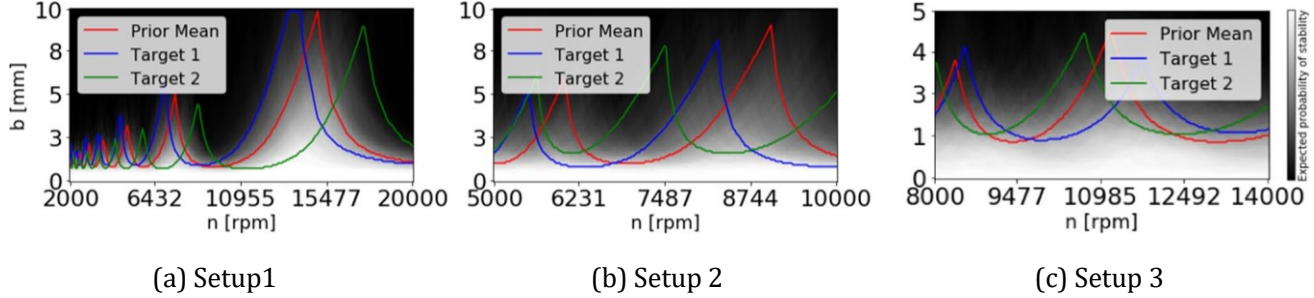 b [mm]
10
8
5
3
0
Prior Mean
Target 1
Target 2
2000 6432 10955 15477 20000
n [rpm]
(a) Setup1
10
8
5
3
0
Prior Mean
Target 1
Target 2
5000 6231 7487 8744 10000
n [rpm]
(b) Setup 2
5
4
3
1
0
Prior Mean
Target 1
Target 2
8000 9477 10985 12492 14000
n [rpm]
(c) Setup 3
Expected probability of stability